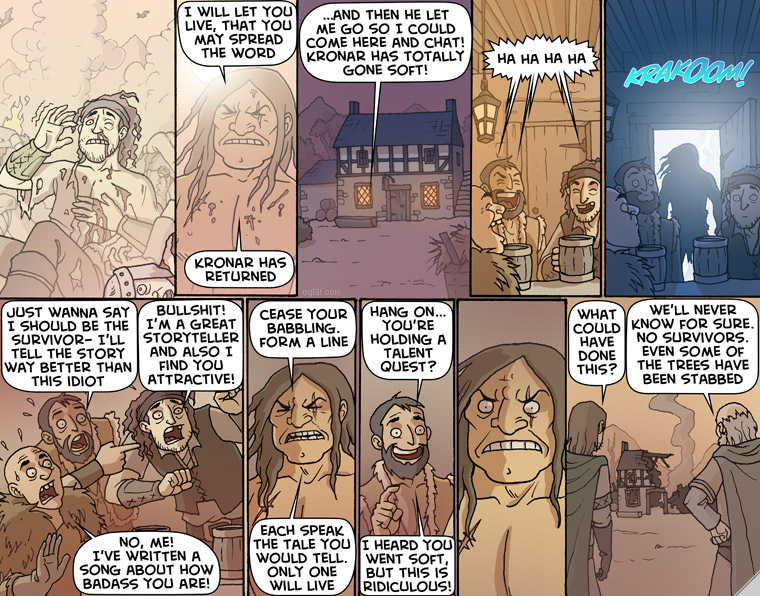 I WILL LET YOU
LIVE, THAT YOU
MAY SPREAD
THE WORD
KRONAR HAS
RETURNED
...AND THEN HE LET
ME GO SO I COULD
COME HERE AND CHAT!
KRONAR HAS TOTALLY
GONE SOFT!
oglaf.com
HA HA HA HA
KRAKOOM!
JUST WANNA SAY
I SHOULD BE THE
SURVIVOR- I'LL
TELL THE STORY
WAY BETTER THAN
THIS IDIOT
BULLSHIT!
I'M A GREAT
STORYTELLER
AND ALSO I
FIND YOU
ATTRACTIVE!
NO, ME!
I'VE WRITTEN A
SONG ABOUT HOW
BADASS YOU ARE!
CEASE YOUR
BABBLING.
FORM A LINE
EACH SPEAK
THE TALE YOU
WOULD TELL.
ONLY ONE
WILL LIVE
HANG ON...
YOU'RE
HOLDING A
TALENT
QUEST?
I HEARD YOU
WENT SOFT,
BUT THIS IS
RIDICULOUS!
WHAT
COULD
HAVE
DONE
THIS?
WE'LL NEVER
KNOW FOR SURE.
NO SURVIVORS.
EVEN SOME OF
THE TREES HAVE
BEEN STABBED